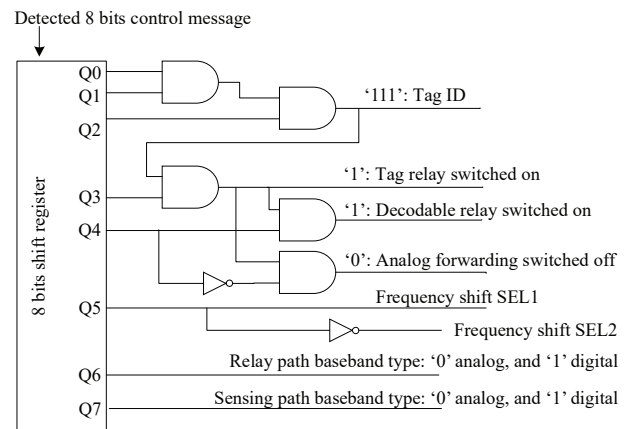 Detected 8 bits control message
8 bits shift register
Q0
Q1
Q2
Q3
Q4
Q5
Q6
Q7
‘111’: Tag ID
‘1’: Tag relay switched on
‘1’: Decodable relay switched on
‘0’: Analog forwarding switched off
Frequency shift SEL1
Frequency shift SEL2
Relay path baseband type: ‘0’ analog, and ‘1’ digital
Sensing path baseband type: ‘0’ analog, and ‘1’ digital